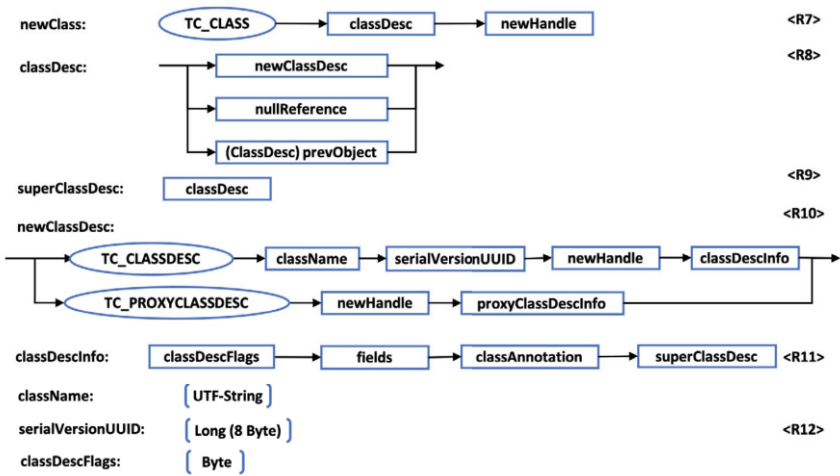 newClass: TC_CLASS classDesc newHandle <R7>
classDesc: newClassDesc <R8>
nullReference
(ClassDesc) prevObject
superClassDesc: classDesc <R9>
newClassDesc: <R10>
TC_CLASSDESC className serialVersionUUID newHandle classDescInfo
TC_PROXYCLASSDESC newHandle proxyClassDescInfo
classDescInfo: classDescFlags fields classAnnotation superClassDesc <R11>
className: UTF-String
serialVersionUUID: Long (8 Byte) <R12>
classDescFlags: Byte